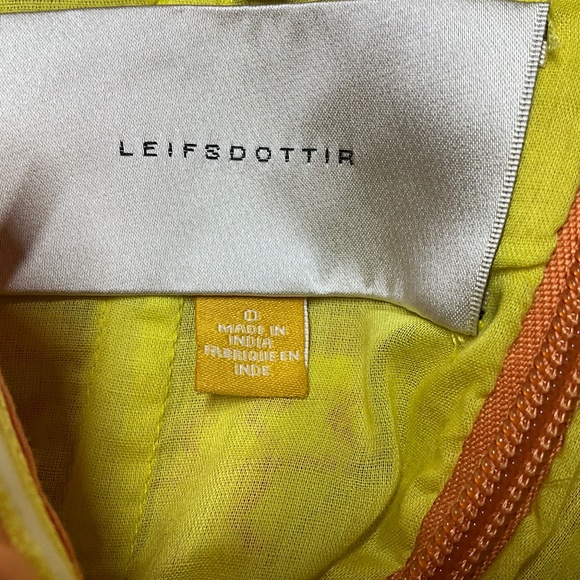 LEIFSDOTTIR
0
MADE IN
INDIA
FABRIQUE EN
INDE